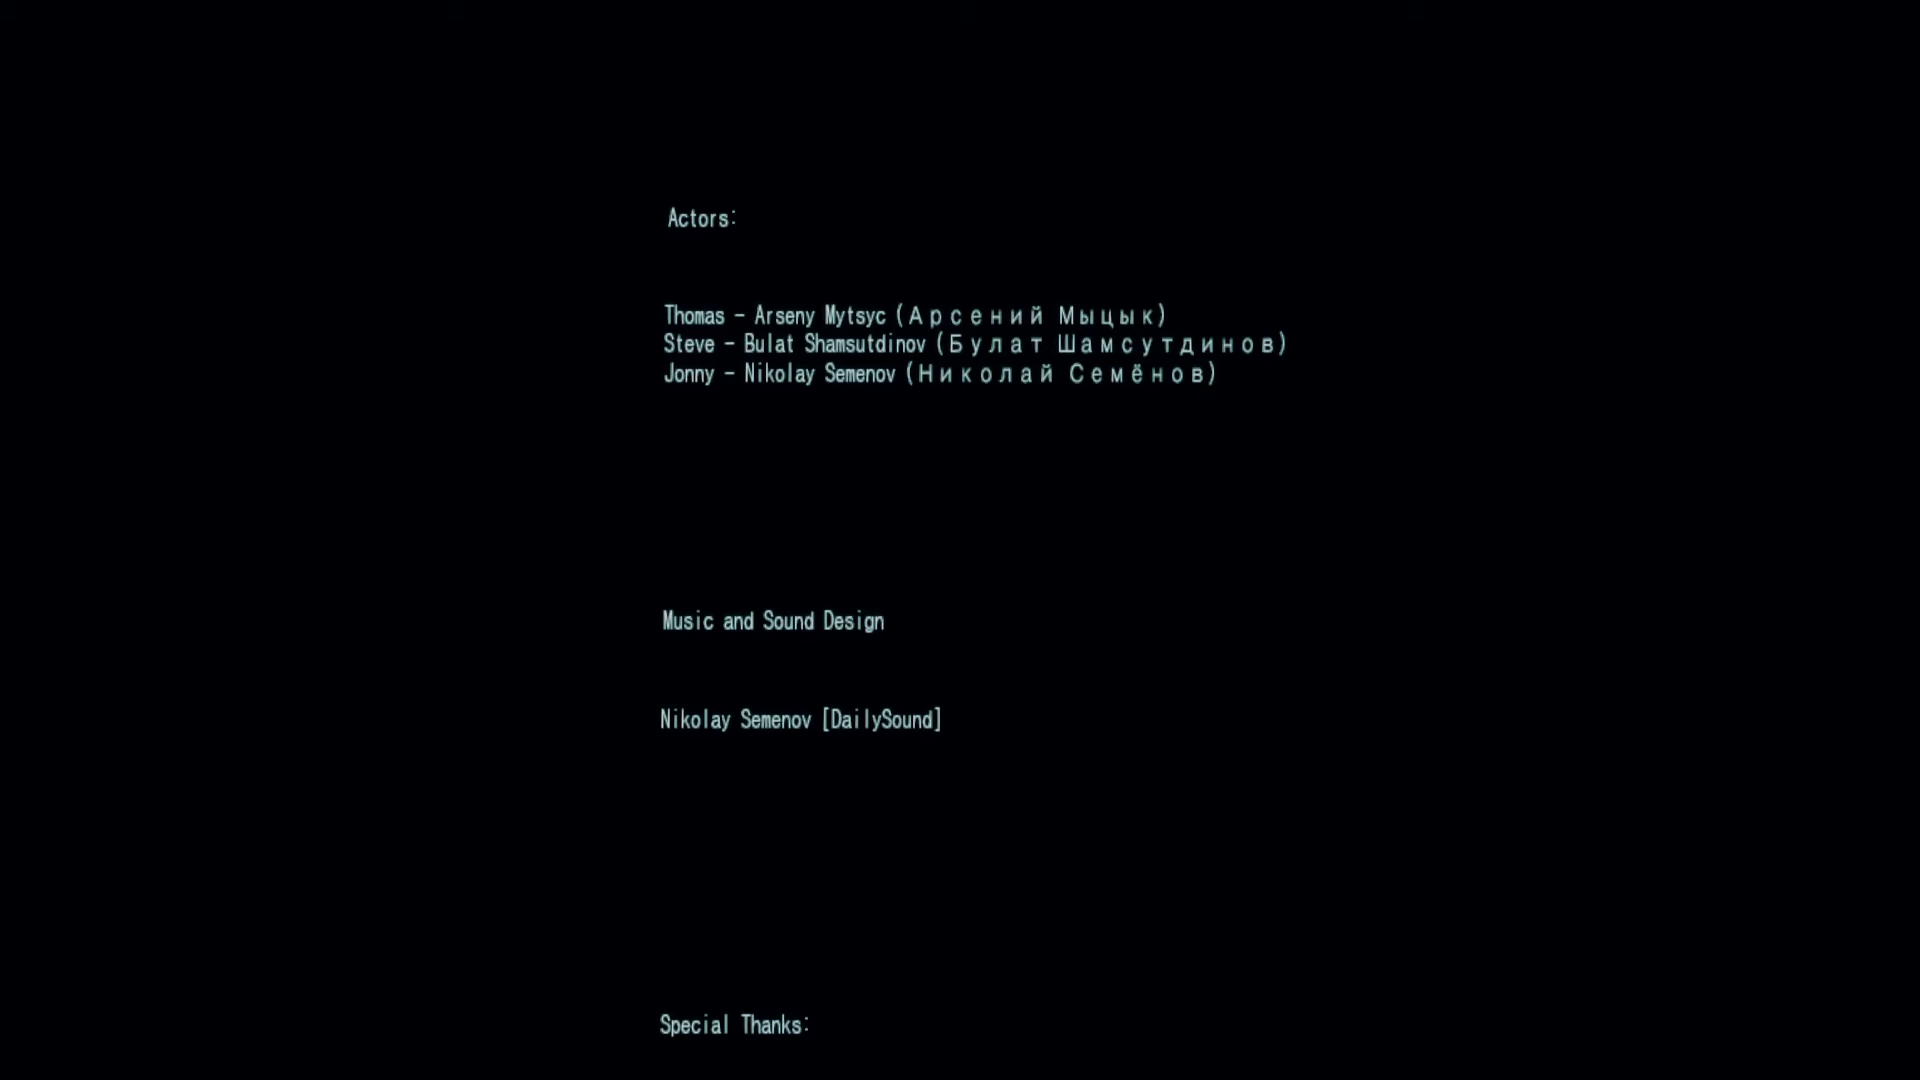 Actors:
Thomas - Arseny Mytsyc (Арсений Мыцык)
Steve - Bulat Shamsutdinov (Булат Шамсутдинов)
Jonny - Nikolay Semenov (Николай Семёнов)
Music and Sound Design
Nikolay Semenov [DailySound]
Special Thanks: